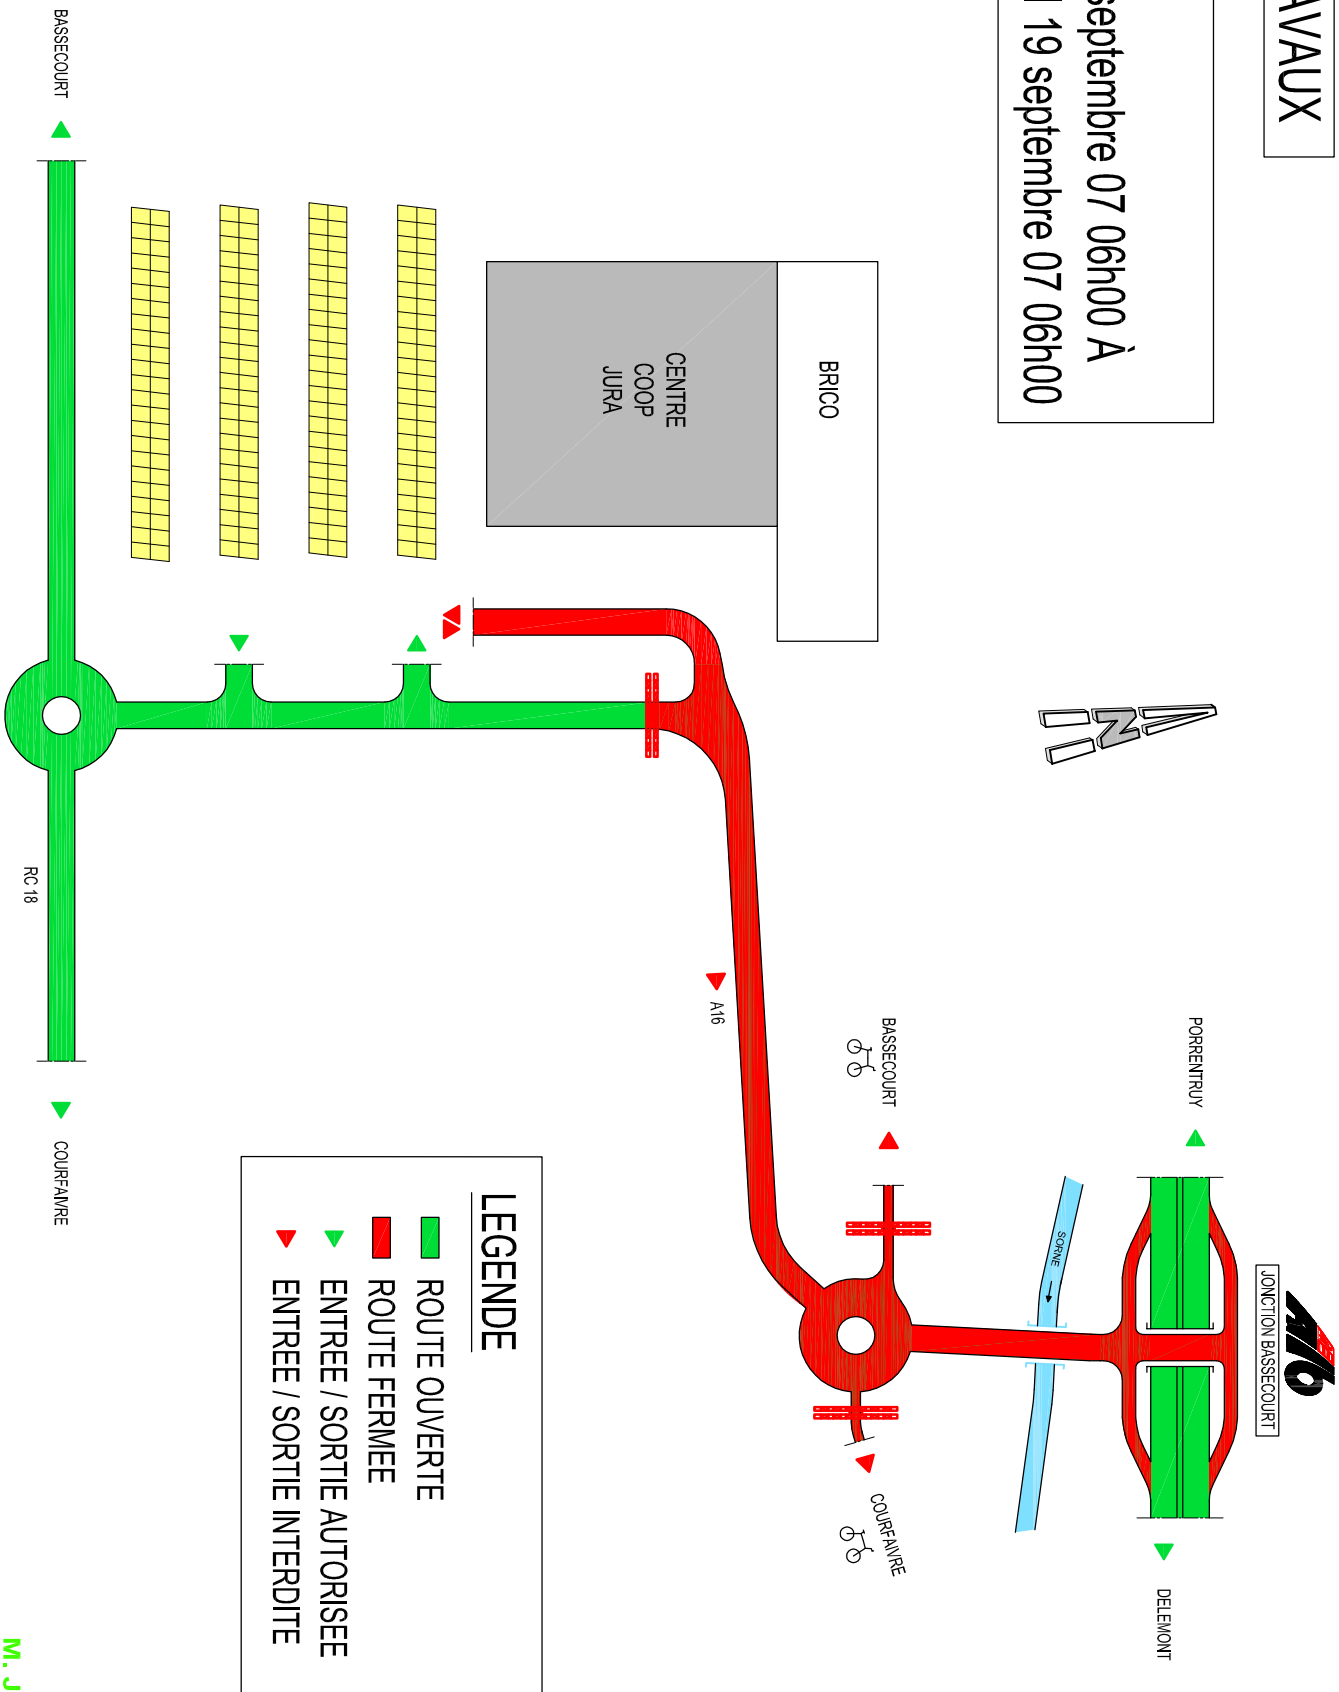 AVAUX
septembre 07 06h00 À
19 septembre 07 06h00
A16
JONCTION BASSECOURT
PORRENTRUY
DELEMONT
SORNE
BRICO
CENTRE
COOP
JURA
BASSECOURT
COURFAIVRE
A16
LEGENDE
ROUTE OUVERTE
ROUTE FERMEE
ENTREE / SORTIE AUTORISEE
ENTREE / SORTIE INTERDITE
BASSECOURT
COURFAIVRE
RC 18
M. J